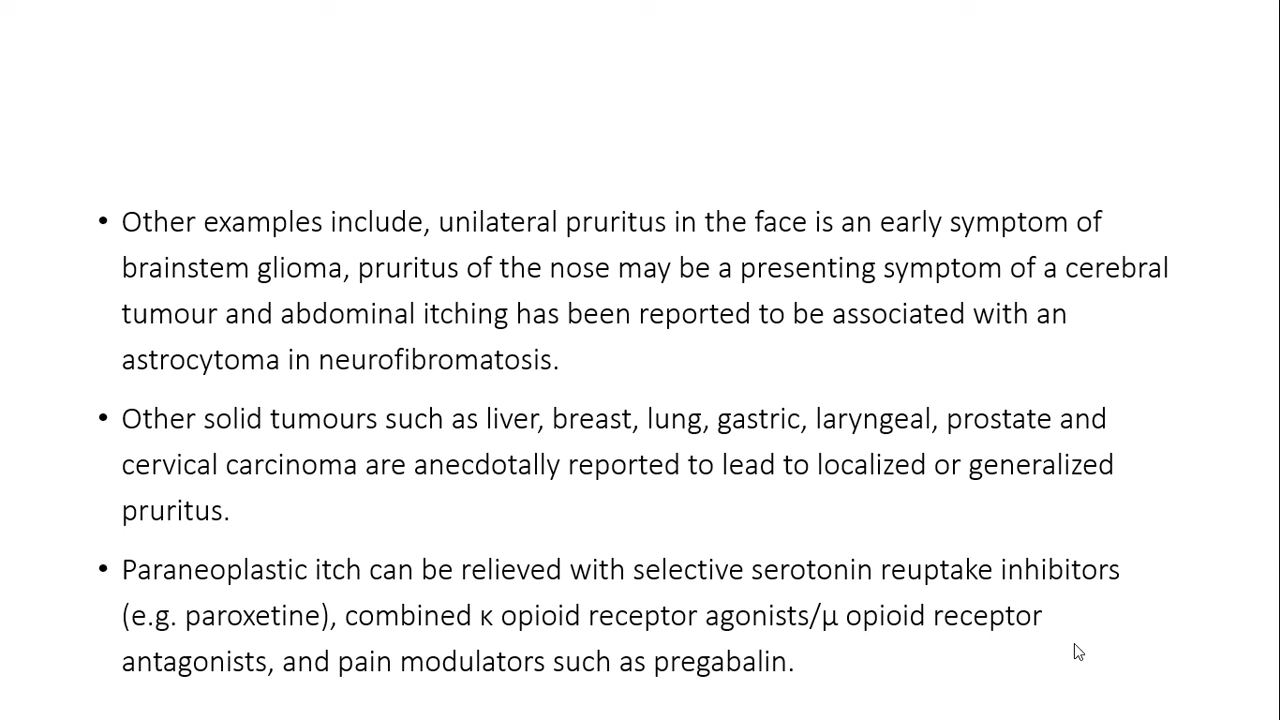 • Other examples include, unilateral pruritus in the face is an early symptom of
brainstem glioma, pruritus of the nose may be a presenting symptom of a cerebral
tumour and abdominal itching has been reported to be associated with an
astrocytoma in neurofibromatosis.
• Other solid tumours such as liver, breast, lung, gastric, laryngeal, prostate and
cervical carcinoma are anecdotally reported to lead to localized or generalized
pruritus.
• Paraneoplastic itch can be relieved with selective serotonin reuptake inhibitors
(e.g. paroxetine), combined κ opioid receptor agonists/μ opioid receptor
antagonists, and pain modulators such as pregabalin.